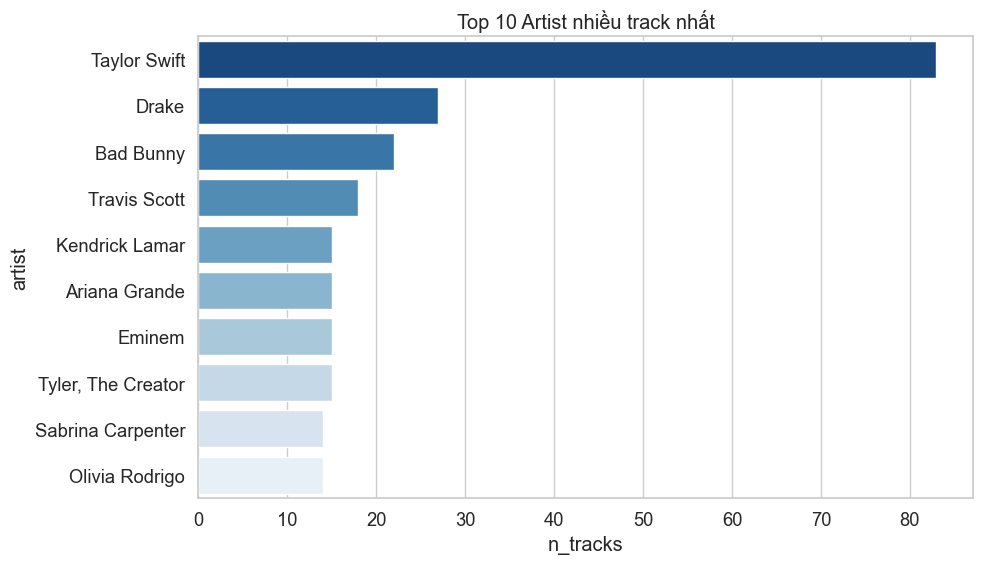 Top 10 Artist nhiều track nhất
artist
Taylor Swift
Drake
Bad Bunny
Travis Scott
Kendrick Lamar
Ariana Grande
Eminem
Tyler, The Creator
Sabrina Carpenter
Olivia Rodrigo
0 10 20 30 40 50 60 70 80
n_tracks